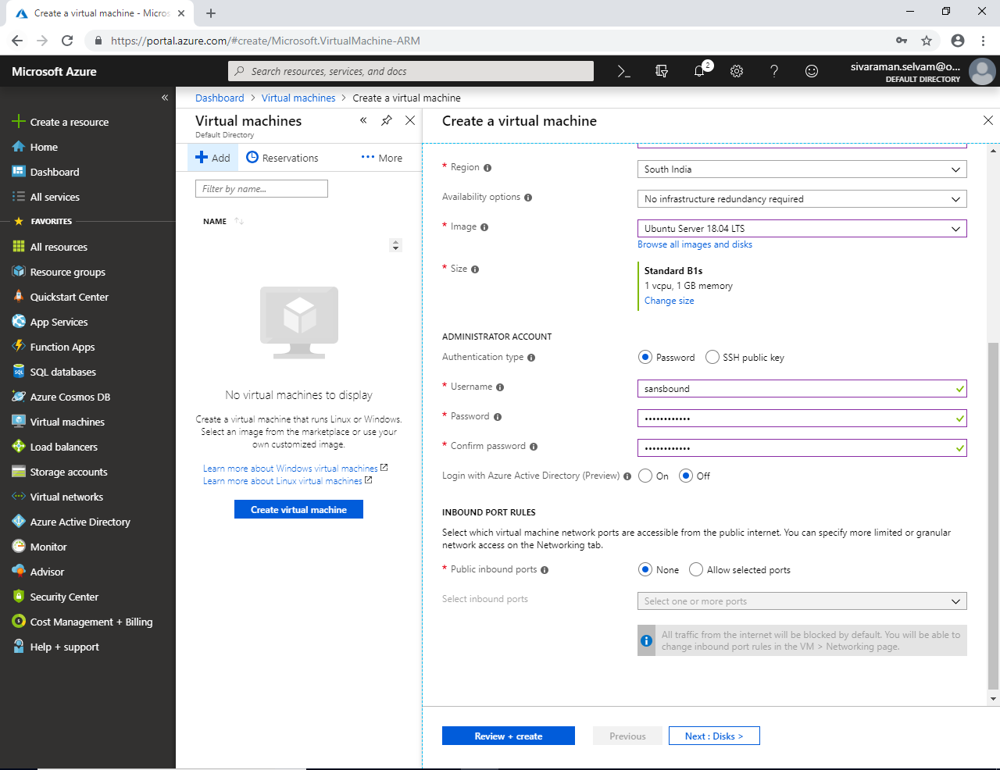 Create a virtual machine - Micros
https://portal.azure.com/#create/Microsoft.VirtualMachine-ARM
Microsoft Azure
Search resources, services, and docs
2
sivaraman.selvam@o...
DEFAULT DIRECTORY
Create a resource
Home
Dashboard
All services
FAVORITES
All resources
Resource groups
Quickstart Center
App Services
Function Apps
SQL databases
Azure Cosmos DB
Virtual machines
Load balancers
Storage accounts
Virtual networks
Azure Active Directory
Monitor
Advisor
Security Center
Cost Management + Billing
Help + support
Dashboard > Virtual machines > Create a virtual machine
Virtual machines
Default Directory
Add Reservations ••• More
Filter by name...
NAME
No virtual machines to display
Create a virtual machine that runs Linux or Windows.
Select an image from the marketplace or use your
own customized image.
Learn more about Windows virtual machines
Learn more about Linux virtual machines
Create virtual machine
Create a virtual machine
* Region South India
Availability options No infrastructure redundancy required
* Image Ubuntu Server 18.04 LTS
Browse all images and disks
* Size Standard B1s
1 vcpu, 1 GB memory
Change size
ADMINISTRATOR ACCOUNT
Authentication type Password SSH public key
* Username sansbound
* Password ••••••••••••
* Confirm password ••••••••••••
Login with Azure Active Directory (Preview) On Off
INBOUND PORT RULES
Select which virtual machine network ports are accessible from the public internet. You can specify more limited or granular
network access on the Networking tab.
* Public inbound ports None Allow selected ports
Select inbound ports Select one or more ports
All traffic from the internet will be blocked by default. You will be able to
change inbound port rules in the VM > Networking page.
Review + create Previous Next : Disks >